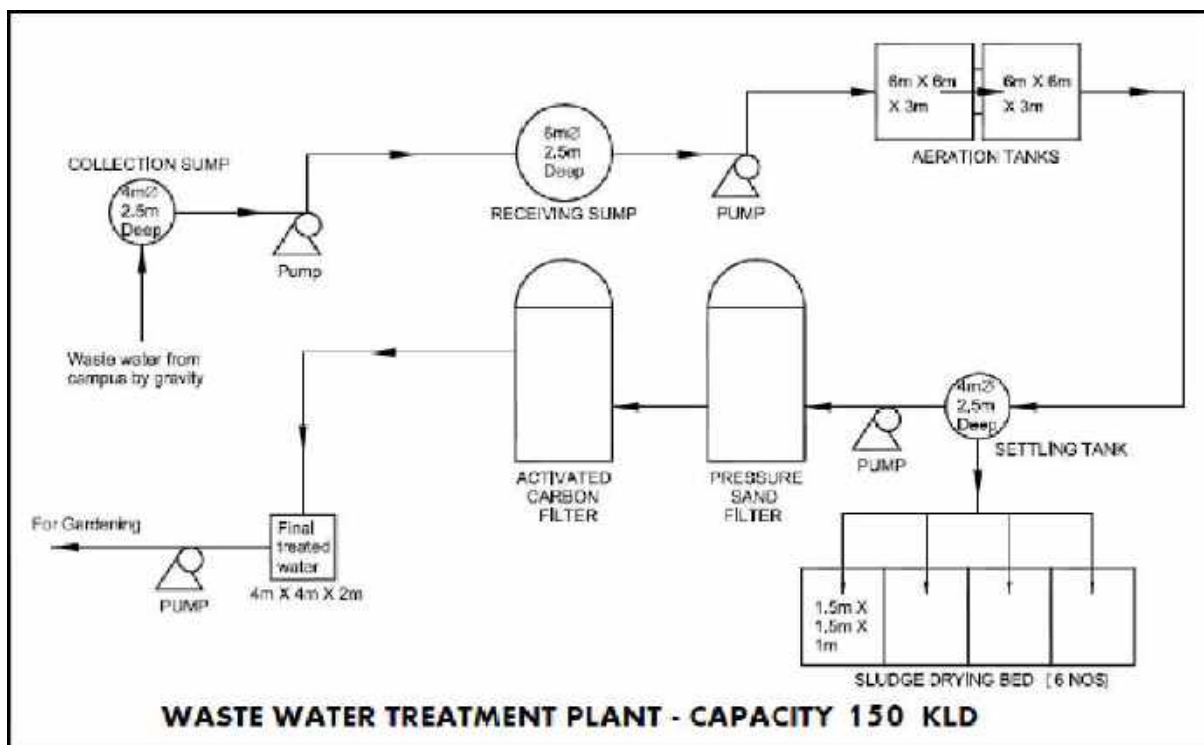 COLLECTION SUMP
4m∅
2.5m
Deep
Pump
Waste water from
campus by gravity
6m∅
2.5m
Deep
RECEIVING SUMP
PUMP
6m X 6m
X 3m
6m X 6m
X 3m
AERATION TANKS
4m∅
2.5m
Deep
SETTLING TANK
PUMP
PRESSURE
SAND
FILTER
ACTIVATED
CARBON
FILTER
Final
treated
water
4m X 4m X 2m
For Gardening
PUMP
1.5m X
1.5m X
1m
SLUDGE DRYING BED [ 6 NOS)
WASTE WATER TREATMENT PLANT - CAPACITY 150 KLD